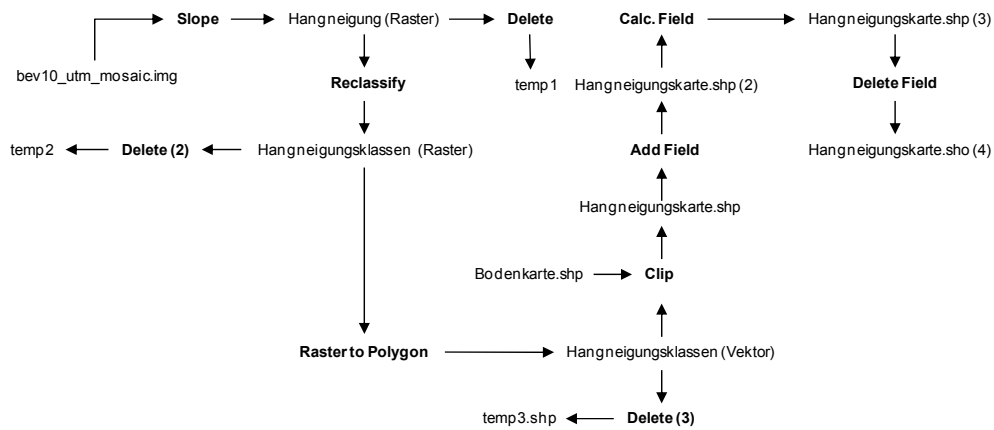 Slope
Hangneigung (Raster)
Delete
Calc. Field
Hangneigungskarte.shp (3)
bev10_utm_mosaic.img
Reclassify
temp1
Hangneigungskarte.shp (2)
Delete Field
temp2
Delete (2)
Hangneigungsklassen (Raster)
Add Field
Hangneigungskarte.sho (4)
Hangneigungskarte.shp
Bodenkarte.shp
Clip
Raster to Polygon
Hangneigungsklassen (Vektor)
temp3.shp
Delete (3)